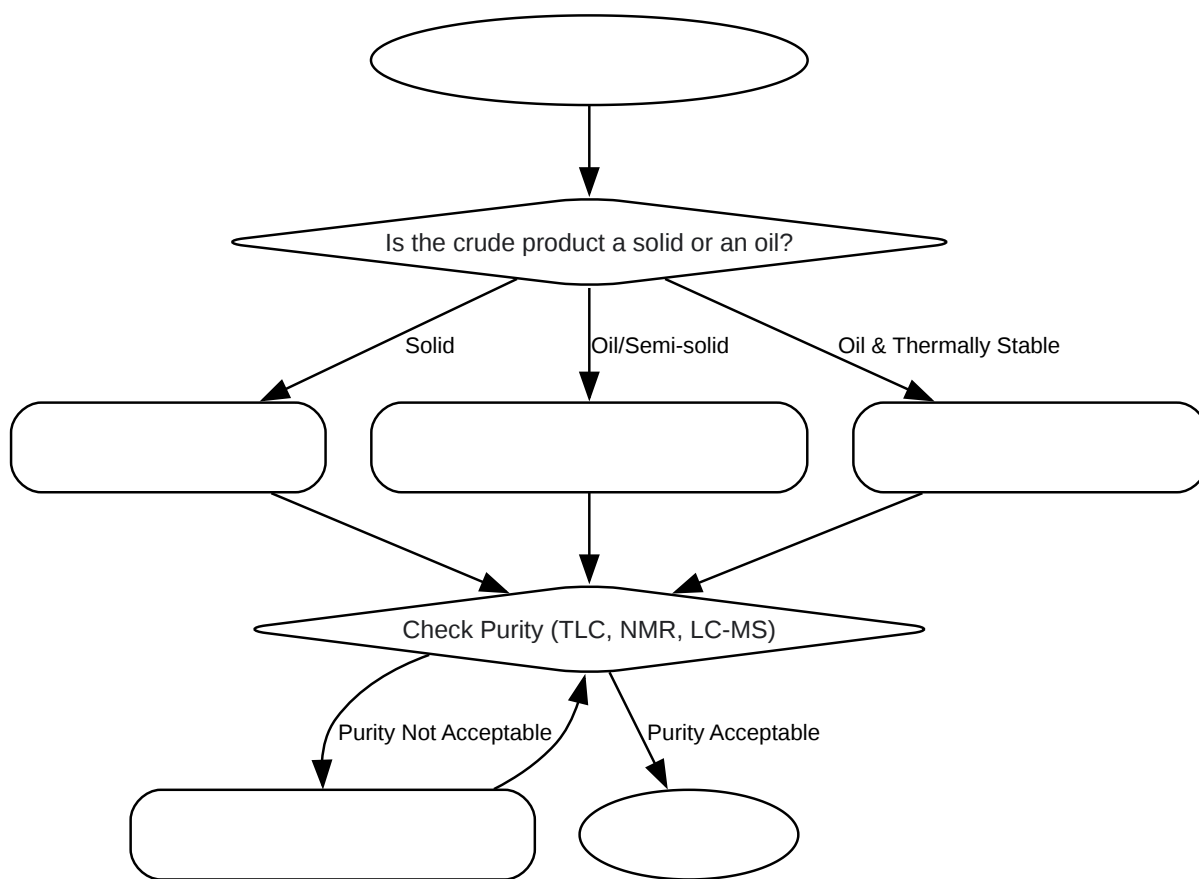 Is the crude product a solid or an oil?
Solid
Oil/Semi-solid
Oil & Thermally Stable
Check Purity (TLC, NMR, LC-MS)
Purity Not Acceptable
Purity Acceptable